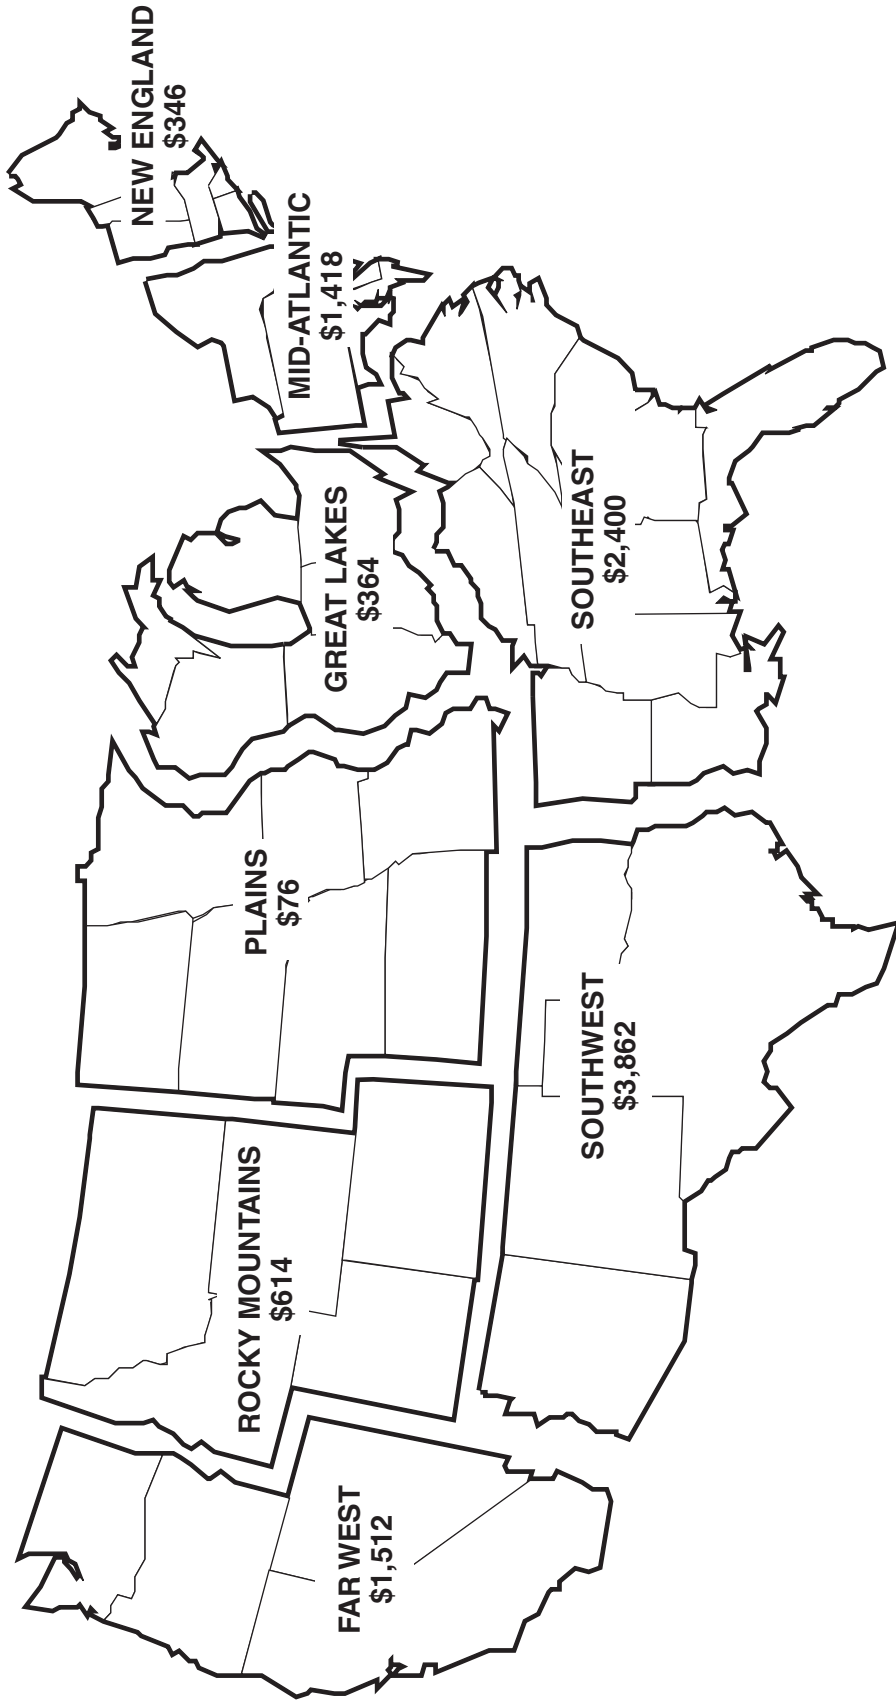 NEW ENGLAND
$346
MID-ATLANTIC
$1,418
GREAT LAKES
$364
SOUTHEAST
$2,400
PLAINS
$76
SOUTHWEST
$3,862
ROCKY MOUNTAINS
$614
FAR WEST
$1,512